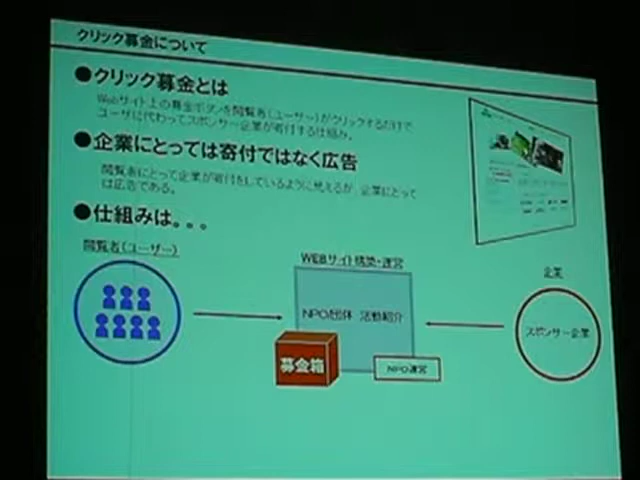 クリック募金について
●クリック募金とは
Webサイト上の募金ボタンを閲覧者(ユーザー)がクリックするだけで
ユーザに代わってスポンサー企業が寄付する仕組み。
●企業にとっては寄付ではなく広告
閲覧者にとって企業が寄付をしているように見えるが、企業にとって
は広告である。
●仕組みは。。。
閲覧者(ユーザー)
WEBサイト構築・運営
企業
NPO団体 活動紹介
スポンサー企業
募金箱
NPO運営